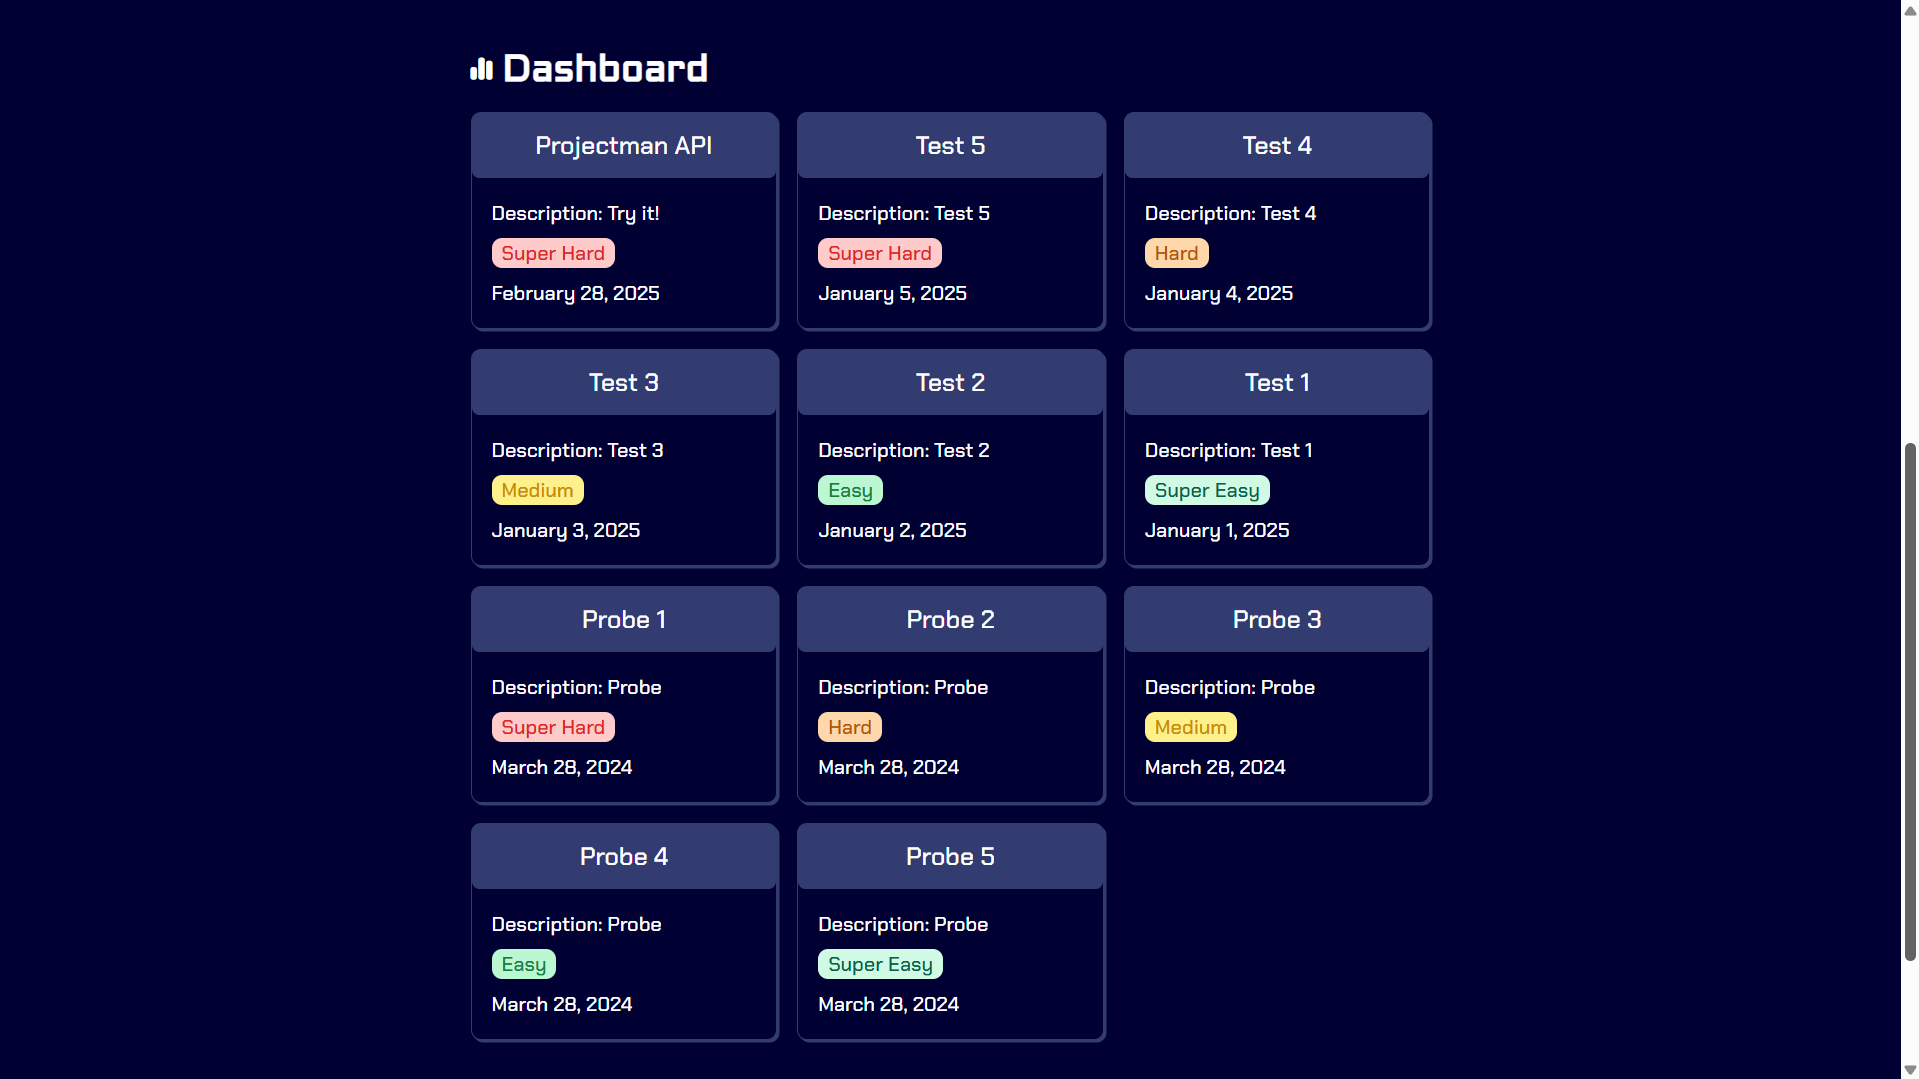 Dashboard
Projectman API
Description: Try it!
Super Hard
February 28, 2025
Test 5
Description: Test 5
Super Hard
January 5, 2025
Test 4
Description: Test 4
Hard
January 4, 2025
Test 3
Description: Test 3
Medium
January 3, 2025
Test 2
Description: Test 2
Easy
January 2, 2025
Test 1
Description: Test 1
Super Easy
January 1, 2025
Probe 1
Description: Probe
Super Hard
March 28, 2024
Probe 2
Description: Probe
Hard
March 28, 2024
Probe 3
Description: Probe
Medium
March 28, 2024
Probe 4
Description: Probe
Easy
March 28, 2024
Probe 5
Description: Probe
Super Easy
March 28, 2024